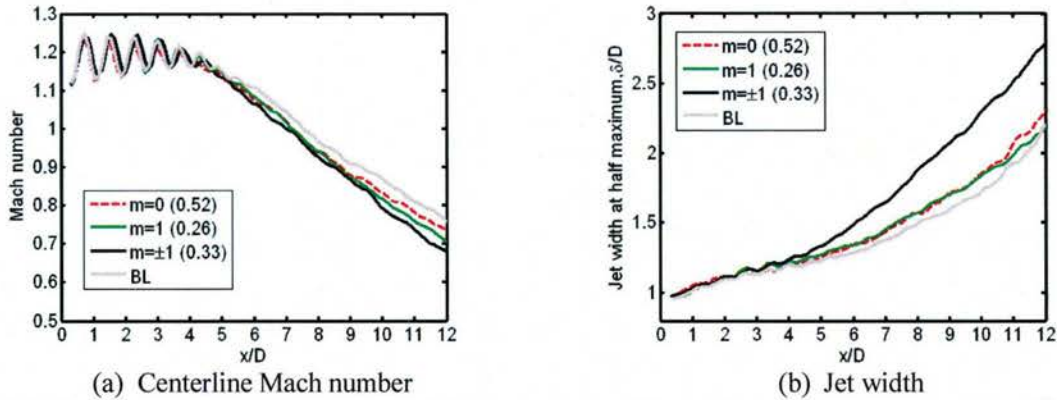 1.3
1.2
1.1
1
0.9
0.8
0.7
0.6
0.5
Mach number
m=0 (0.52)
m=1 (0.26)
m=±1 (0.33)
BL
0 1 2 3 4 5 6 7 8 9 10 11 12
x/D
(a) Centerline Mach number
3
2.5
2
1.5
1
Jet width at half maximum,δ/D
m=0 (0.52)
m=1 (0.26)
m=±1 (0.33)
BL
0 1 2 3 4 5 6 7 8 9 10 11 12
x/D
(b) Jet width